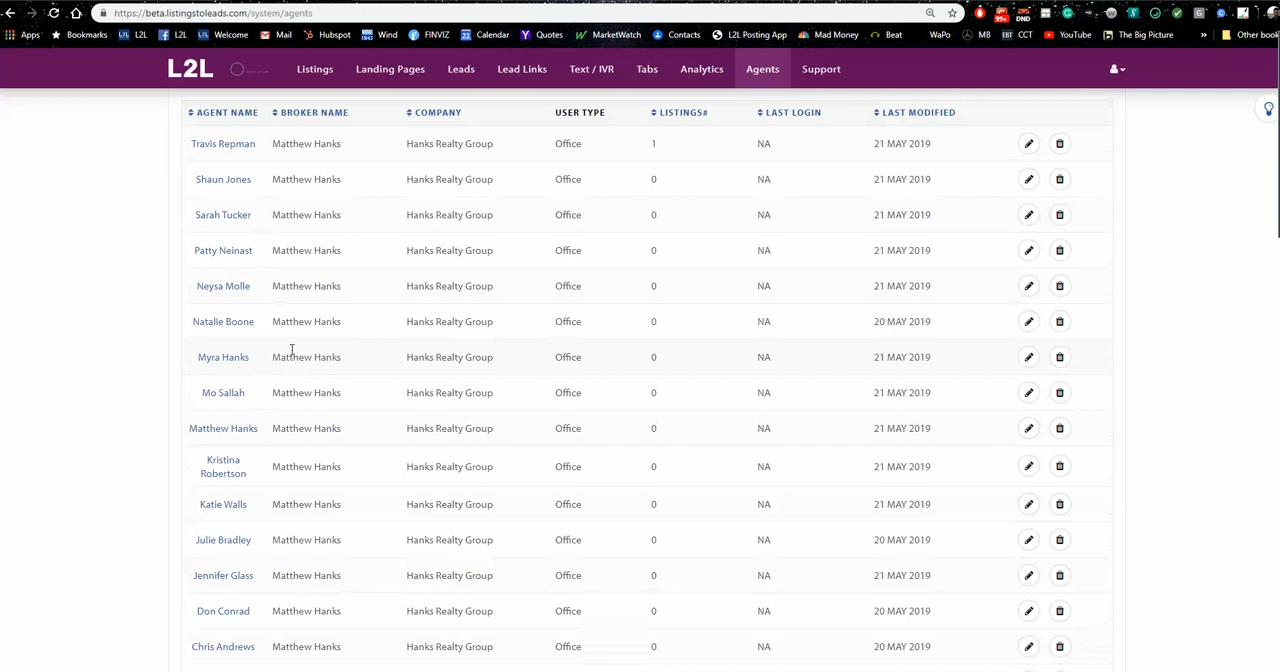 https://beta.listingstoleads.com/system/agents
99+
DND
Apps Bookmarks L2L L2L Welcome Mail Hubspot Wind FINVIZ Calendar Quotes MarketWatch Contacts L2L Posting App Mad Money Beat WaPo MB CCT YouTube The Big Picture » Other book
L2L Listings Landing Pages Leads Lead Links Text / IVR Tabs Analytics Agents Support
AGENT NAME BROKER NAME COMPANY USER TYPE LISTINGS# LAST LOGIN LAST MODIFIED
Travis Repman Matthew Hanks Hanks Realty Group Office 1 NA 21 MAY 2019
Shaun Jones Matthew Hanks Hanks Realty Group Office 0 NA 21 MAY 2019
Sarah Tucker Matthew Hanks Hanks Realty Group Office 0 NA 21 MAY 2019
Patty Neinast Matthew Hanks Hanks Realty Group Office 0 NA 21 MAY 2019
Neysa Molle Matthew Hanks Hanks Realty Group Office 0 NA 21 MAY 2019
Natalie Boone Matthew Hanks Hanks Realty Group Office 0 NA 20 MAY 2019
Myra Hanks Matthew Hanks Hanks Realty Group Office 0 NA 21 MAY 2019
Mo Sallah Matthew Hanks Hanks Realty Group Office 0 NA 21 MAY 2019
Matthew Hanks Matthew Hanks Hanks Realty Group Office 0 NA 21 MAY 2019
Kristina
Robertson Matthew Hanks Hanks Realty Group Office 0 NA 21 MAY 2019
Katie Walls Matthew Hanks Hanks Realty Group Office 0 NA 21 MAY 2019
Julie Bradley Matthew Hanks Hanks Realty Group Office 0 NA 20 MAY 2019
Jennifer Glass Matthew Hanks Hanks Realty Group Office 0 NA 21 MAY 2019
Don Conrad Matthew Hanks Hanks Realty Group Office 0 NA 20 MAY 2019
Chris Andrews Matthew Hanks Hanks Realty Group Office 0 NA 20 MAY 2019